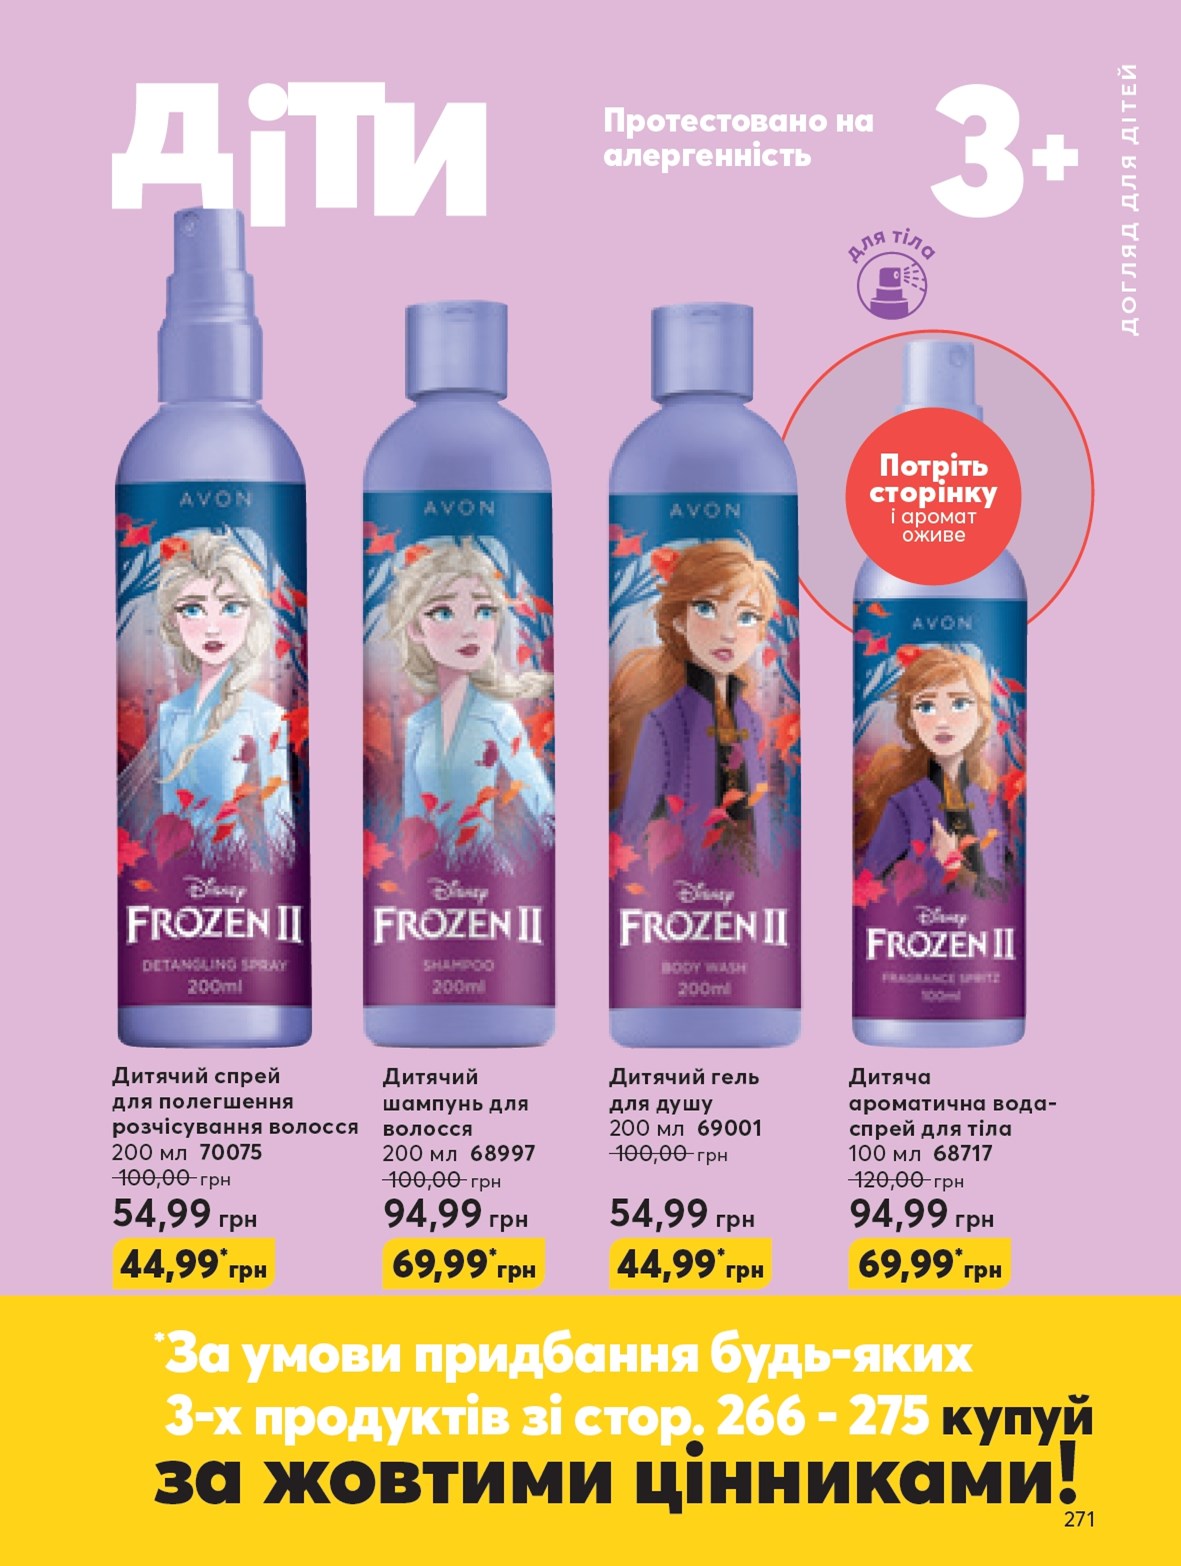 Діти
Протестовано на
алергенність
3+
ДОГЛЯД ДЛЯ ДІТЕЙ
для тіла
Потріть
сторінку
і аромат
оживе
AVON
Disney
FROZEN II
DETANGLING SPRAY
200ml
AVON
Disney
FROZEN II
SHAMPOO
200ml
AVON
Disney
FROZEN II
BODY WASH
200ml
AVON
Disney
FROZEN II
FRAGRANCE SPRITZ
100ml
Дитячий спрей
для полегшення
розчісування волосся
200 мл 70075
100,00 грн
54,99 грн
44,99* грн
Дитячий
шампунь для
волосся
200 мл 68997
100,00 грн
94,99 грн
69,99* грн
Дитячий гель
для душу
200 мл 69001
100,00 грн
54,99 грн
44,99* грн
Дитяча
ароматична вода-
спрей для тіла
100 мл 68717
120,00 грн
94,99 грн
69,99* грн
*За умови придбання будь-яких
3-х продуктів зі стор. 266 - 275 купуй
за жовтими цінниками!
271